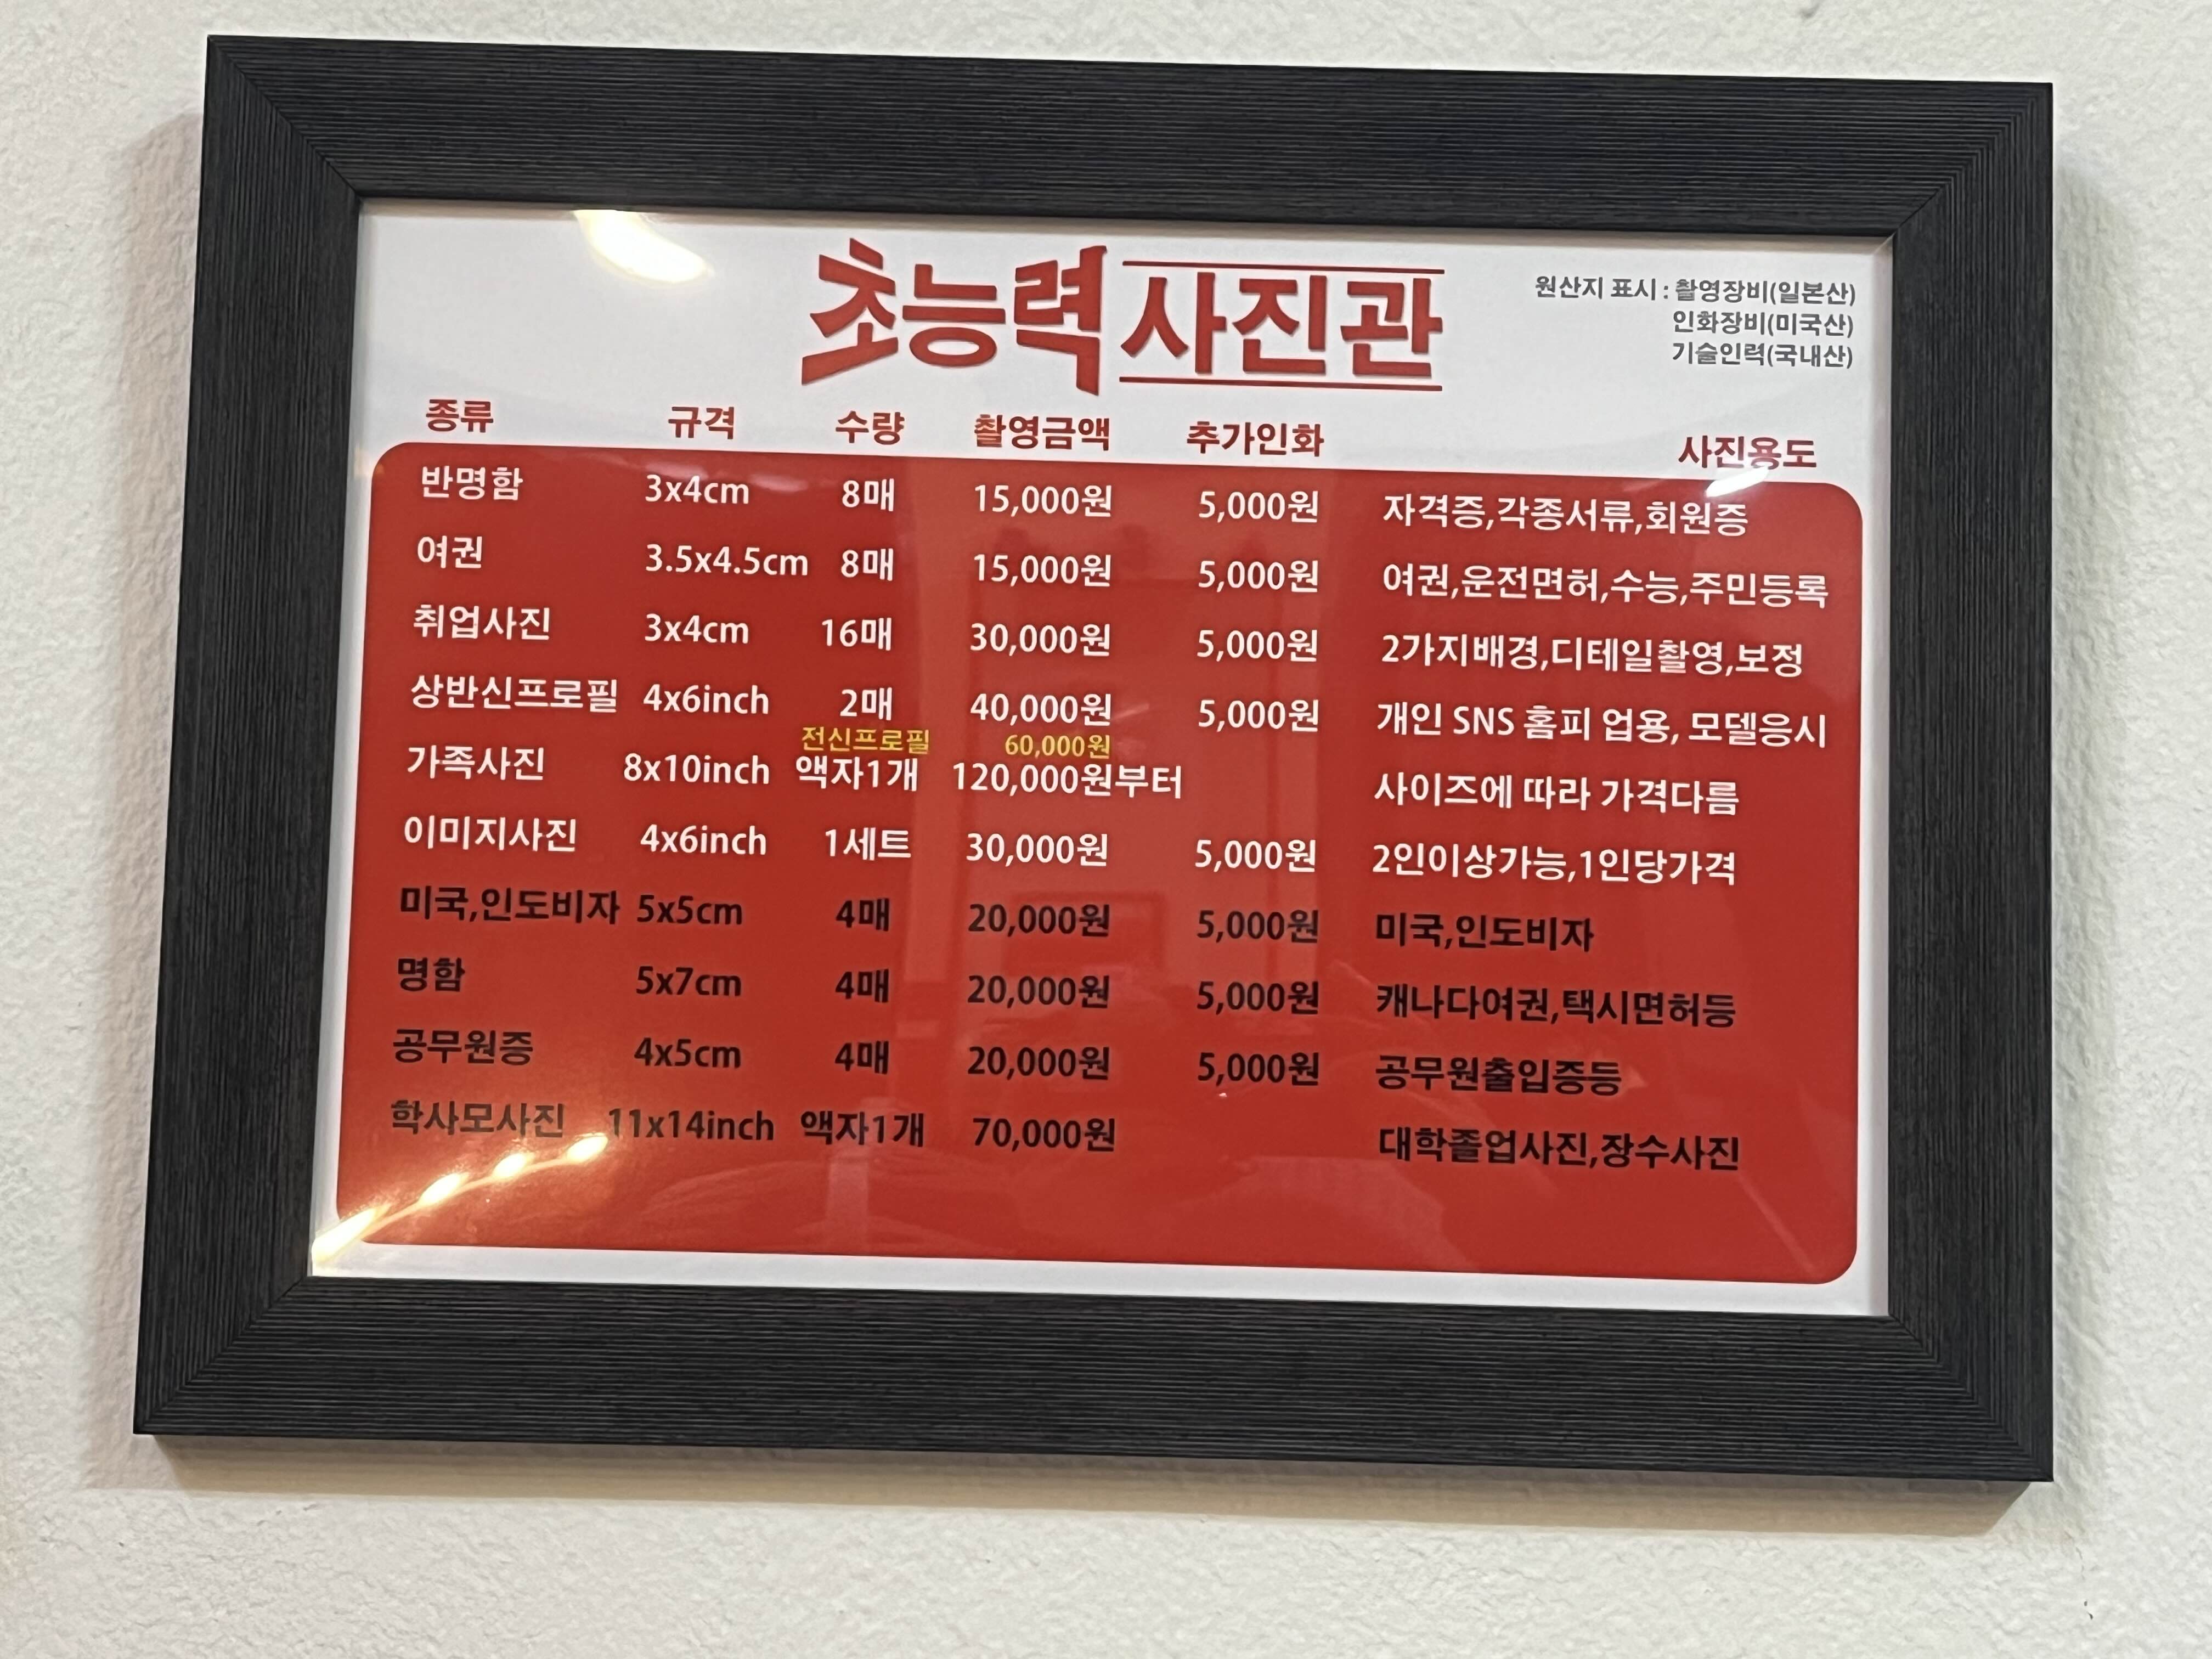 초능력 사진관
원산지 표시 : 촬영장비(일본산)
인화장비(미국산)
기술인력(국내산)
종류 규격 수량 촬영금액 추가인화 사진용도
반명함 3x4cm 8매 15,000원 5,000원 자격증,각종서류,회원증
여권 3.5x4.5cm 8매 15,000원 5,000원 여권,운전면허,수능,주민등록
취업사진 3x4cm 16매 30,000원 5,000원 2가지배경,디테일촬영,보정
상반신프로필 4x6inch 2매 40,000원 5,000원 개인 SNS 홈피 업용, 모델응시
전신프로필 60,000원
가족사진 8x10inch 액자1개 120,000원부터 사이즈에 따라 가격다름
이미지사진 4x6inch 1세트 30,000원 5,000원 2인이상가능,1인당가격
미국,인도비자 5x5cm 4매 20,000원 5,000원 미국,인도비자
명함 5x7cm 4매 20,000원 5,000원 캐나다여권,택시면허등
공무원증 4x5cm 4매 20,000원 5,000원 공무원출입증등
학사모사진 11x14inch 액자1개 70,000원 대학졸업사진,장수사진